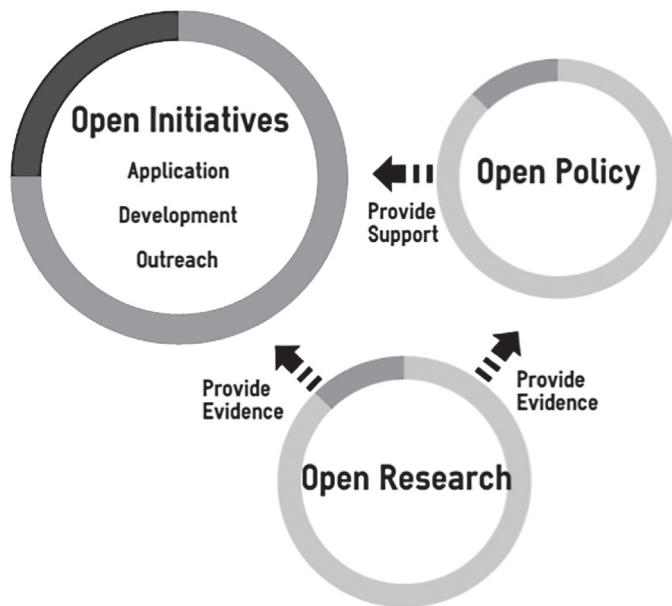 Open Initiatives
Application
Development
Outreach
Open Policy
Provide
Support
Provide
Evidence
Provide
Evidence
Open Research